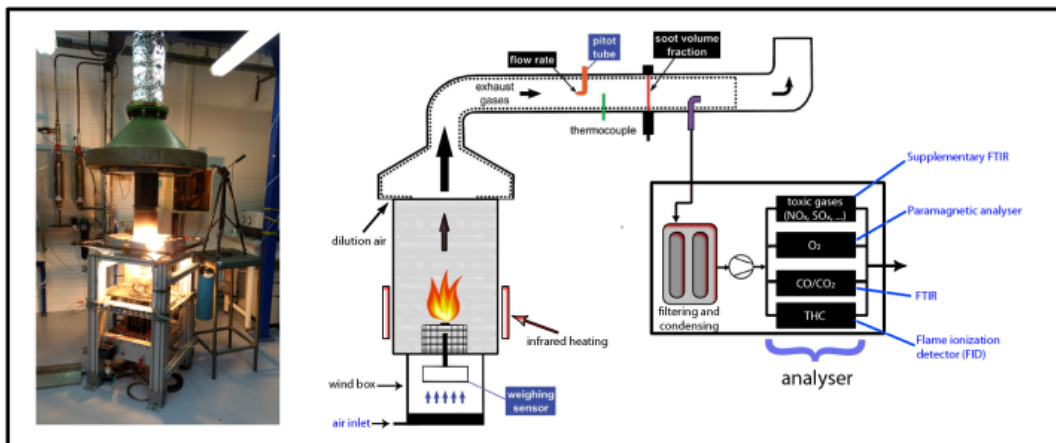 pitot
tube
soot volume
fraction
flow rate
exhaust
gases
thermocouple
Supplementary FTIR
toxic gases
(NOₓ, SOₓ, ...)
Paramagnetic analyser
O₂
dilution air
CO/CO₂
FTIR
filtering and
condensing
THC
infrared heating
Flame ionization
detector (FID)
analyser
wind box
weighing
sensor
air inlet